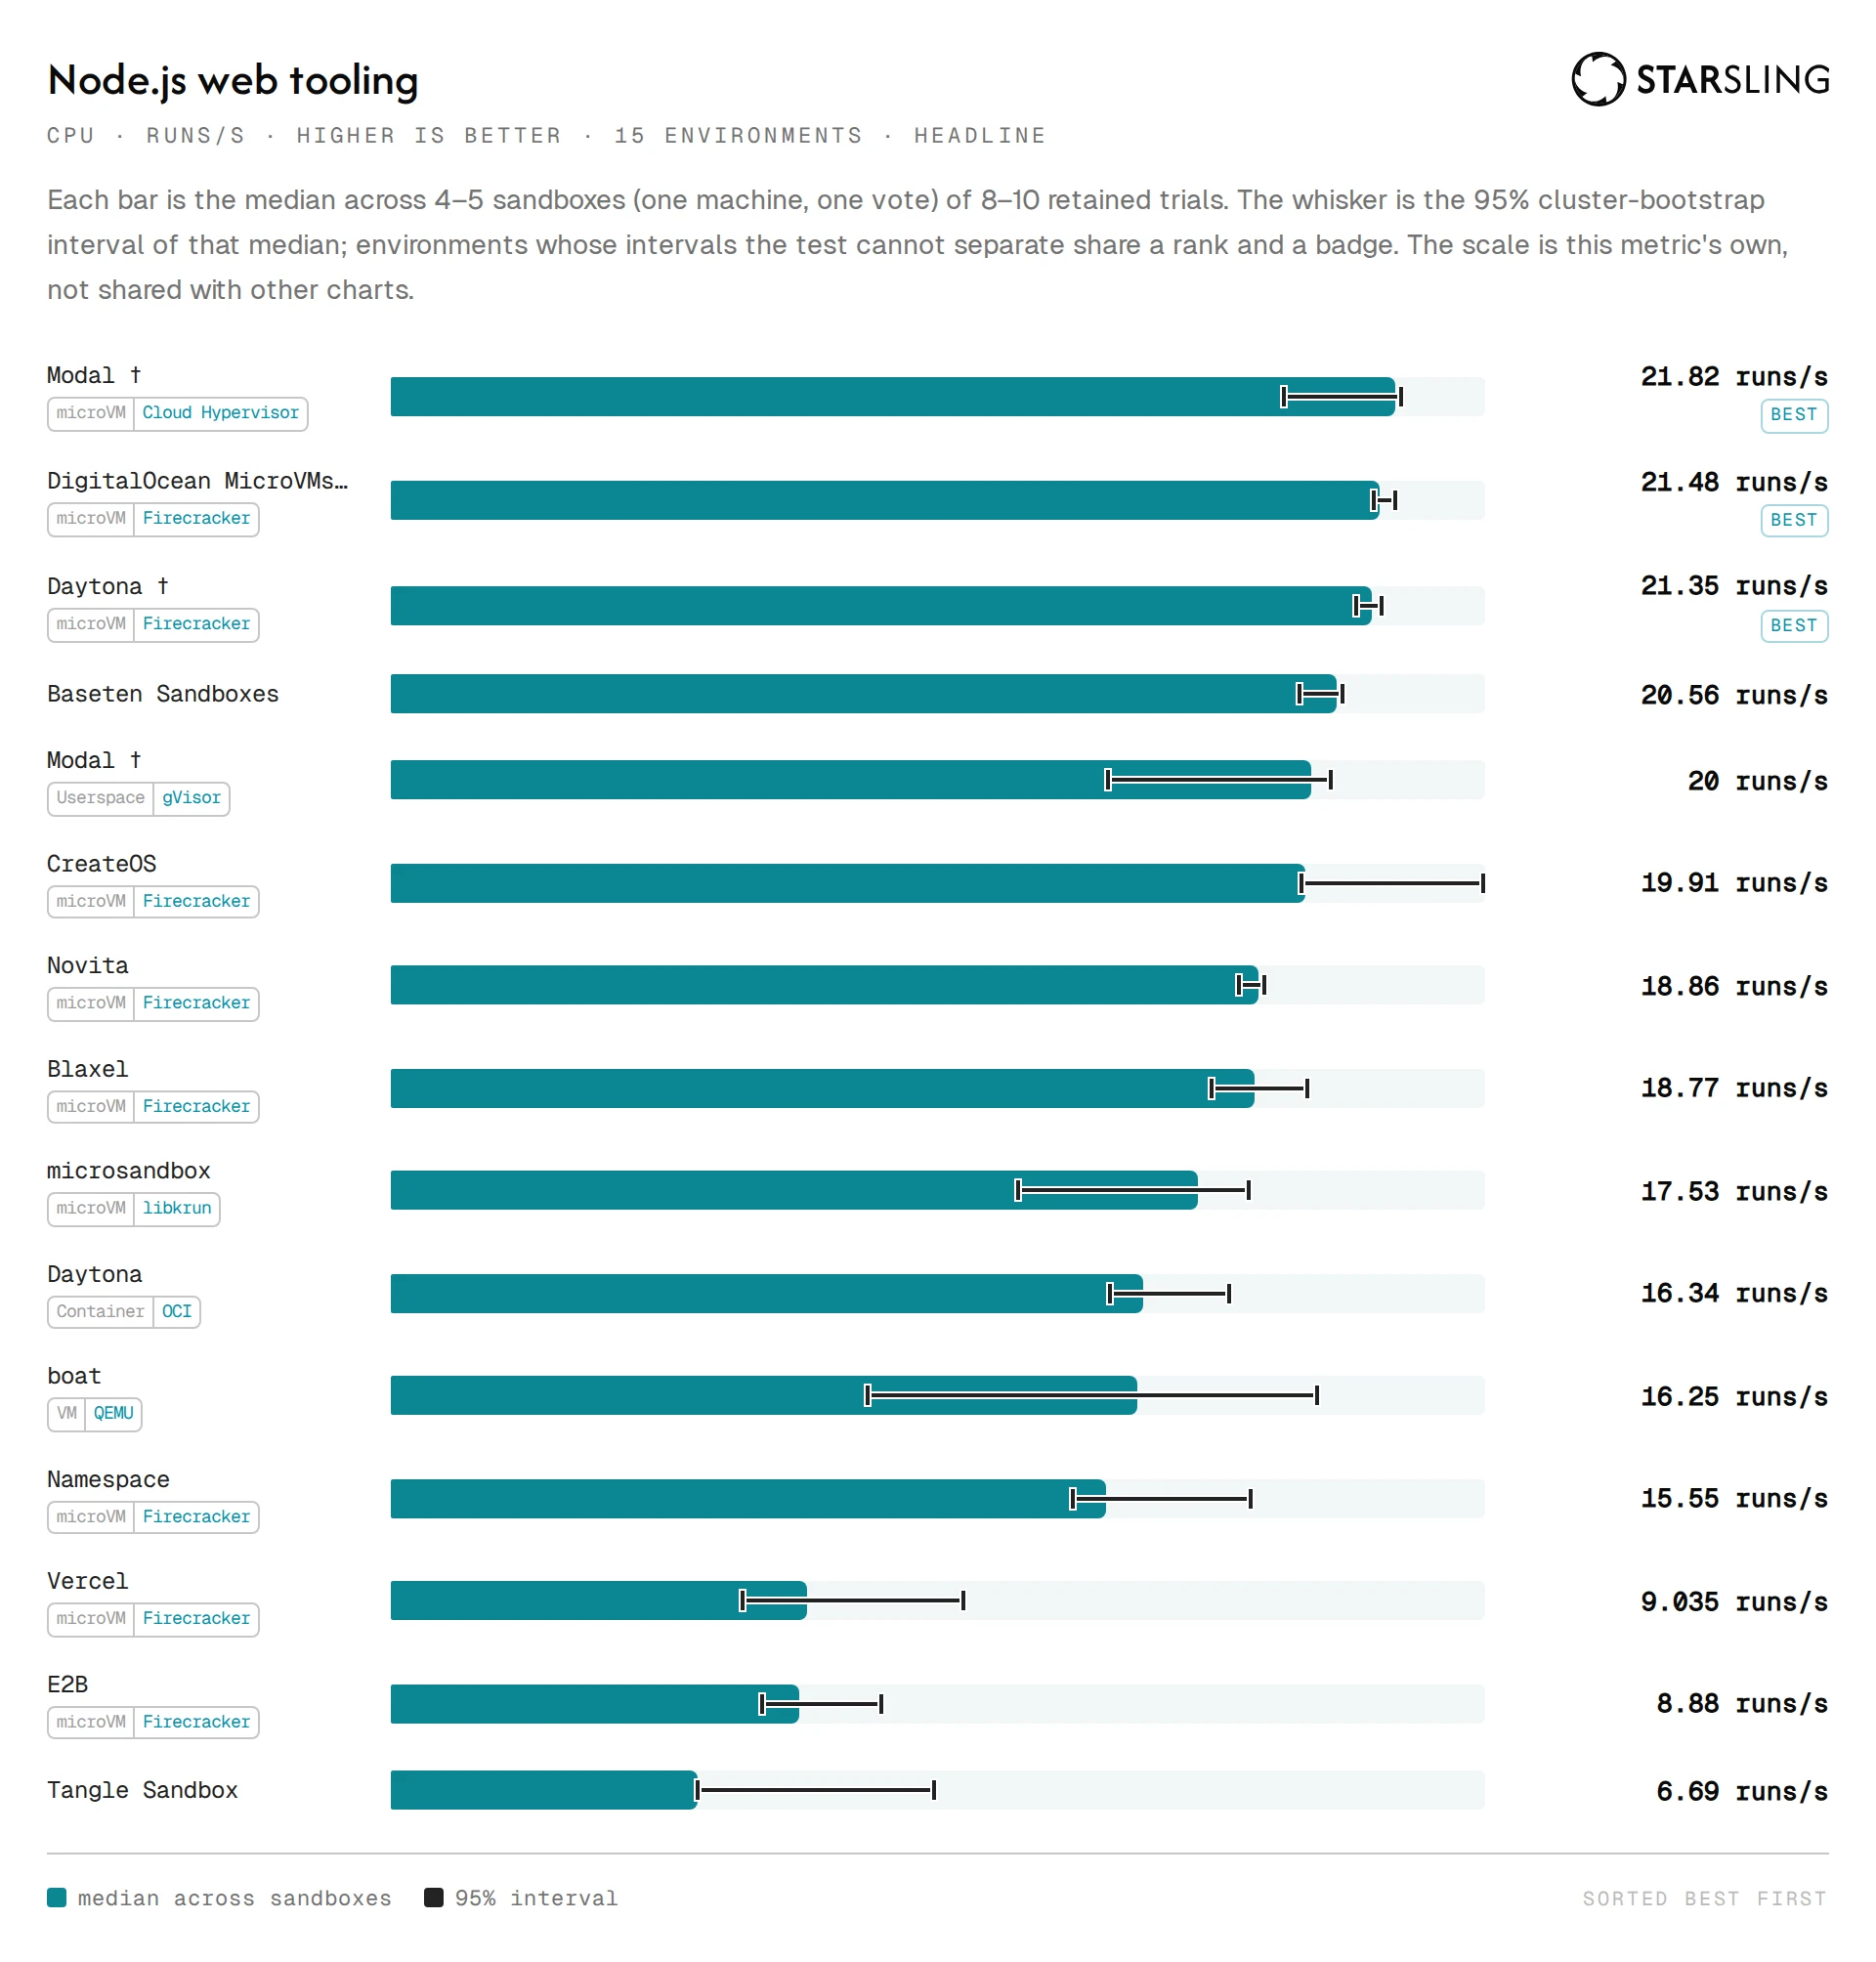 Node.js web tooling
STARSLING
CPU · RUNS/S · HIGHER IS BETTER · 15 ENVIRONMENTS · HEADLINE
Each bar is the median across 4–5 sandboxes (one machine, one vote) of 8–10 retained trials. The whisker is the 95% cluster-bootstrap
interval of that median; environments whose intervals the test cannot separate share a rank and a badge. The scale is this metric's own,
not shared with other charts.
Modal †
microVM Cloud Hypervisor
21.82 runs/s
BEST
DigitalOcean MicroVMs…
microVM Firecracker
21.48 runs/s
BEST
Daytona †
microVM Firecracker
21.35 runs/s
BEST
Baseten Sandboxes
20.56 runs/s
Modal †
Userspace gVisor
20 runs/s
CreateOS
microVM Firecracker
19.91 runs/s
Novita
microVM Firecracker
18.86 runs/s
Blaxel
microVM Firecracker
18.77 runs/s
microsandbox
microVM libkrun
17.53 runs/s
Daytona
Container OCI
16.34 runs/s
boat
VM QEMU
16.25 runs/s
Namespace
microVM Firecracker
15.55 runs/s
Vercel
microVM Firecracker
9.035 runs/s
E2B
microVM Firecracker
8.88 runs/s
Tangle Sandbox
6.69 runs/s
median across sandboxes
95% interval
SORTED BEST FIRST